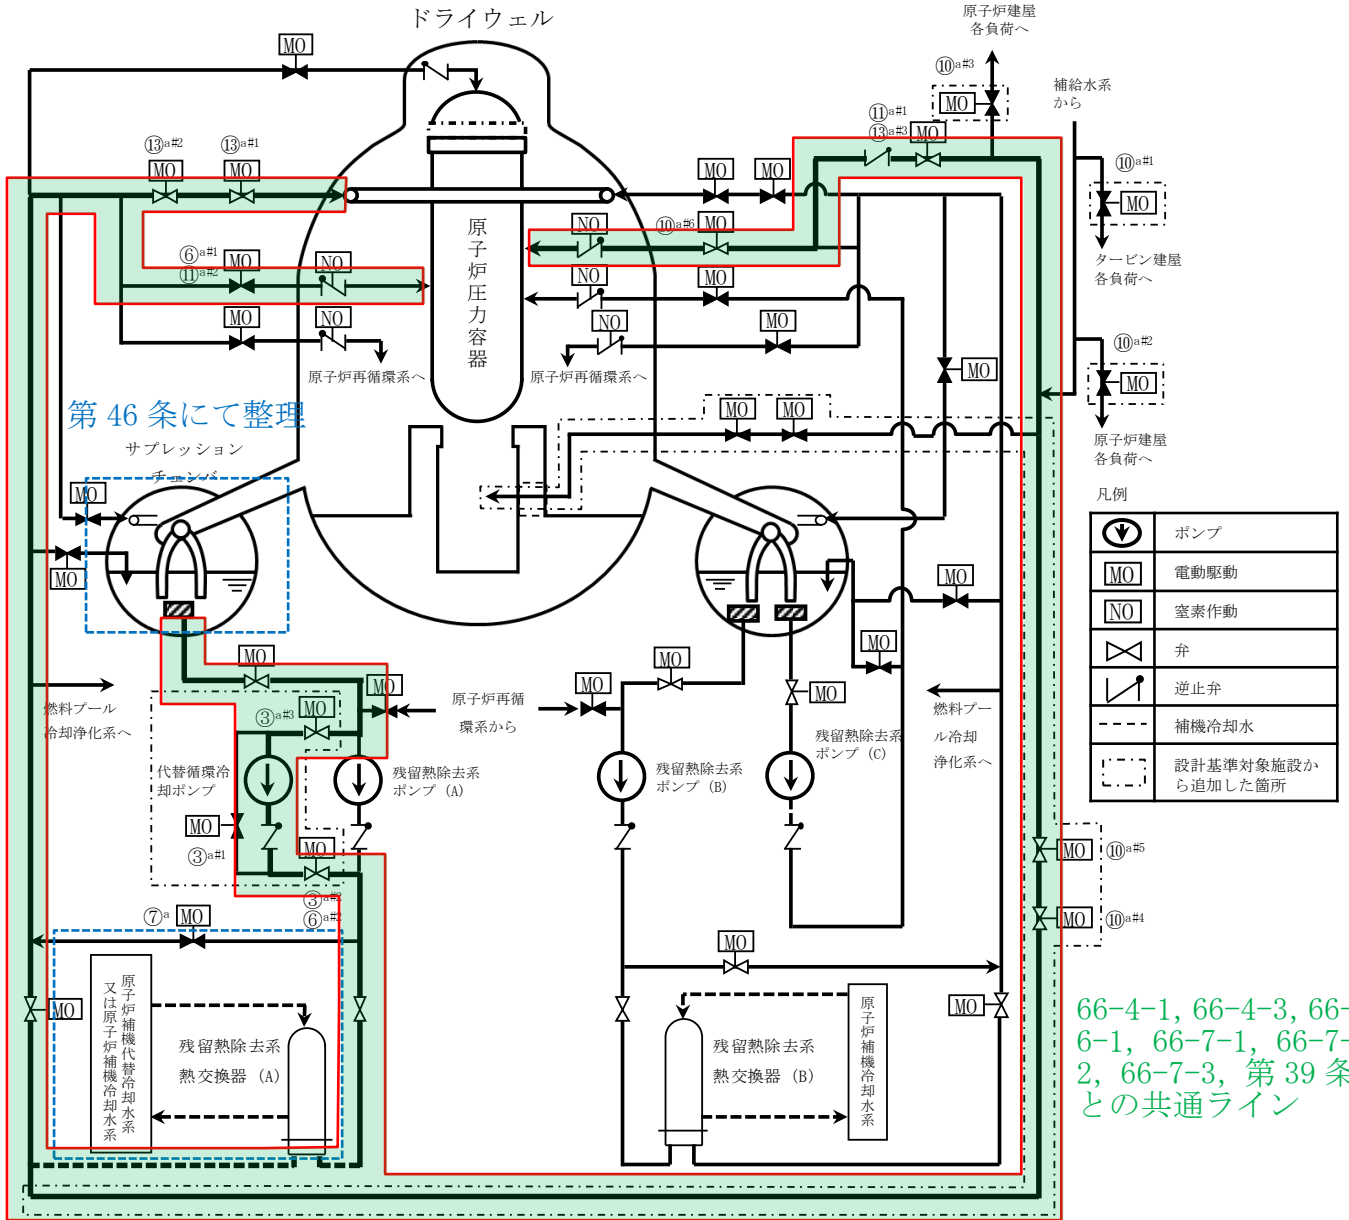 ドライウェル
原子炉建屋
各負荷へ
MO
⑩a#3
MO
補給水系
から
⑬a#2
⑬a#1
MO
MO
⑪a#1
⑬a#3
MO
MO
MO
⑩a#1
MO
タービン建屋
各負荷へ
原子炉圧力容器
NO
⑩a#6
MO
⑥a#1
⑪a#2
MO
NO
NO
MO
MO
NO
NO
MO
原子炉再循環系へ
原子炉再循環系へ
MO
⑩a#2
MO
原子炉建屋
各負荷へ
第 46 条にて整理
サプレッション
チェンバ
MO
MO
MO
MO
凡例
ポンプ
MO
電動駆動
NO
窒素作動
弁
逆止弁
補機冷却水
設計基準対象施設か
ら追加した箇所
MO
MO
MO
MO
MO
MO
MO
MO
燃料プール
冷却浄化系へ
原子炉再循
環系から
燃料プー
ル冷却
浄化系へ
③a#3
MO
代替循環冷
却ポンプ
残留熱除去系
ポンプ (A)
残留熱除去系
ポンプ (B)
残留熱除去系
ポンプ (C)
MO
③a#1
MO
③a#2
⑥a#2
MO
⑩a#5
MO
⑩a#4
⑦a
MO
MO
MO
MO
原子炉補機代替冷却水系
又は原子炉補機冷却水系
残留熱除去系
熱交換器 (A)
残留熱除去系
熱交換器 (B)
原子炉補機冷却水系
66-4-1, 66-4-3, 66-
6-1, 66-7-1, 66-7-
2, 66-7-3, 第 39 条
との共通ライン